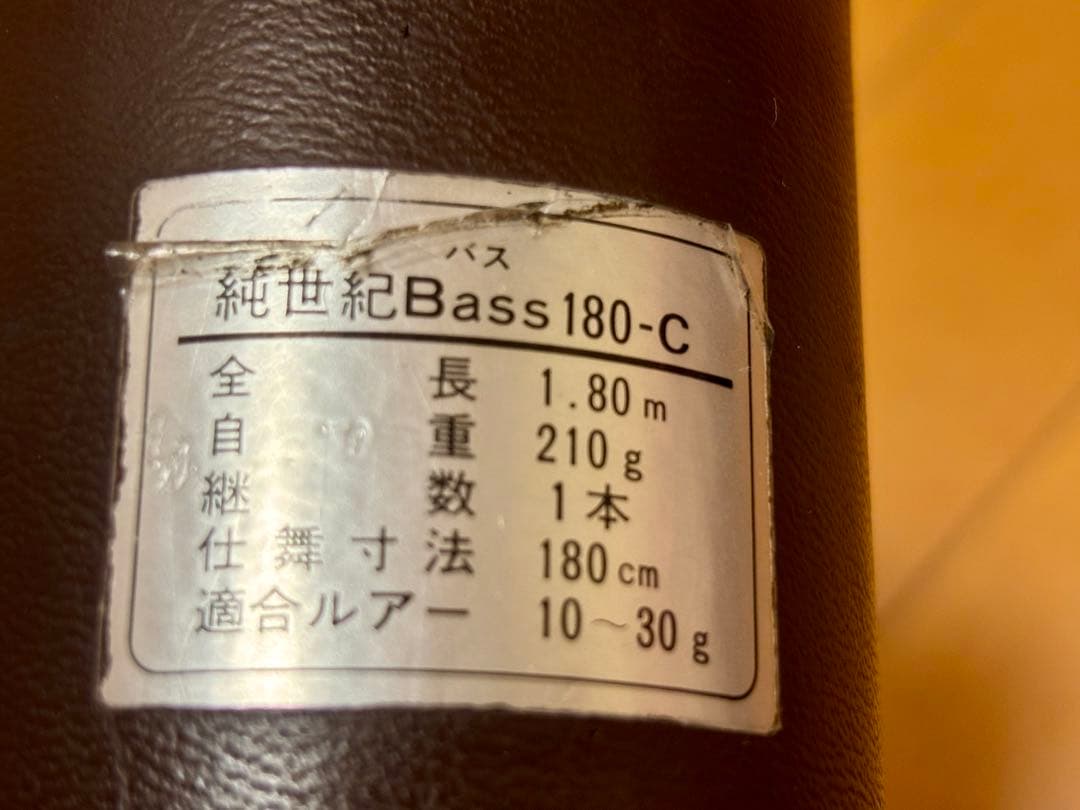 バス
純世紀Bass180-C
全長 1.80m
自重 210g
継数 1本
仕舞寸法 180cm
適合ルアー 10～30g